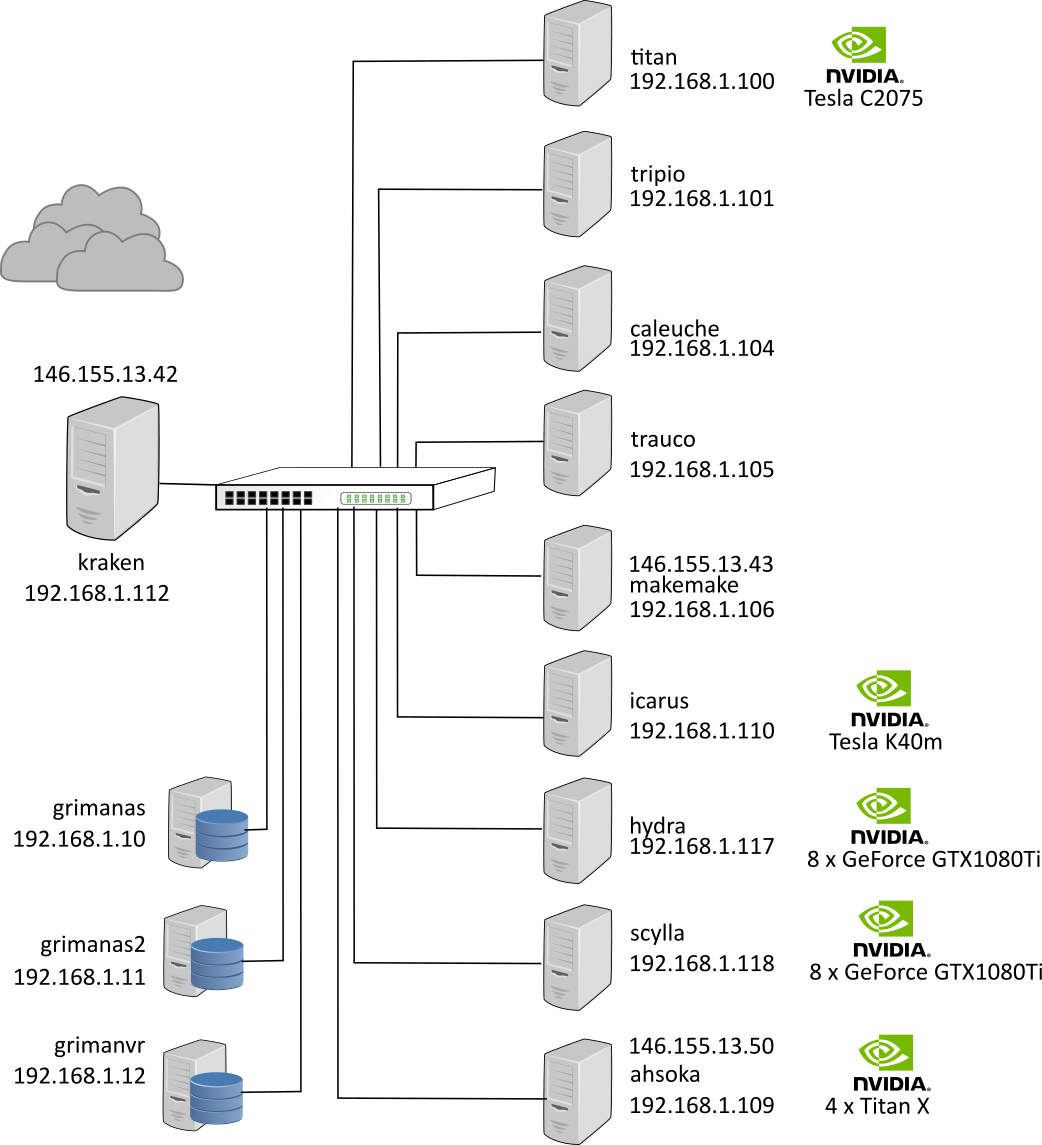 titan
192.168.1.100
NVIDIA.
Tesla C2075
tripio
192.168.1.101
caleuche
192.168.1.104
146.155.13.42
trauco
192.168.1.105
kraken
192.168.1.112
146.155.13.43
makemake
192.168.1.106
icarus
192.168.1.110
NVIDIA.
Tesla K40m
grimanas
192.168.1.10
hydra
192.168.1.117
NVIDIA.
8 x GeForce GTX1080Ti
grimanas2
192.168.1.11
scylla
192.168.1.118
NVIDIA.
8 x GeForce GTX1080Ti
grimanvr
192.168.1.12
146.155.13.50
ahsoka
192.168.1.109
NVIDIA.
4 x Titan X